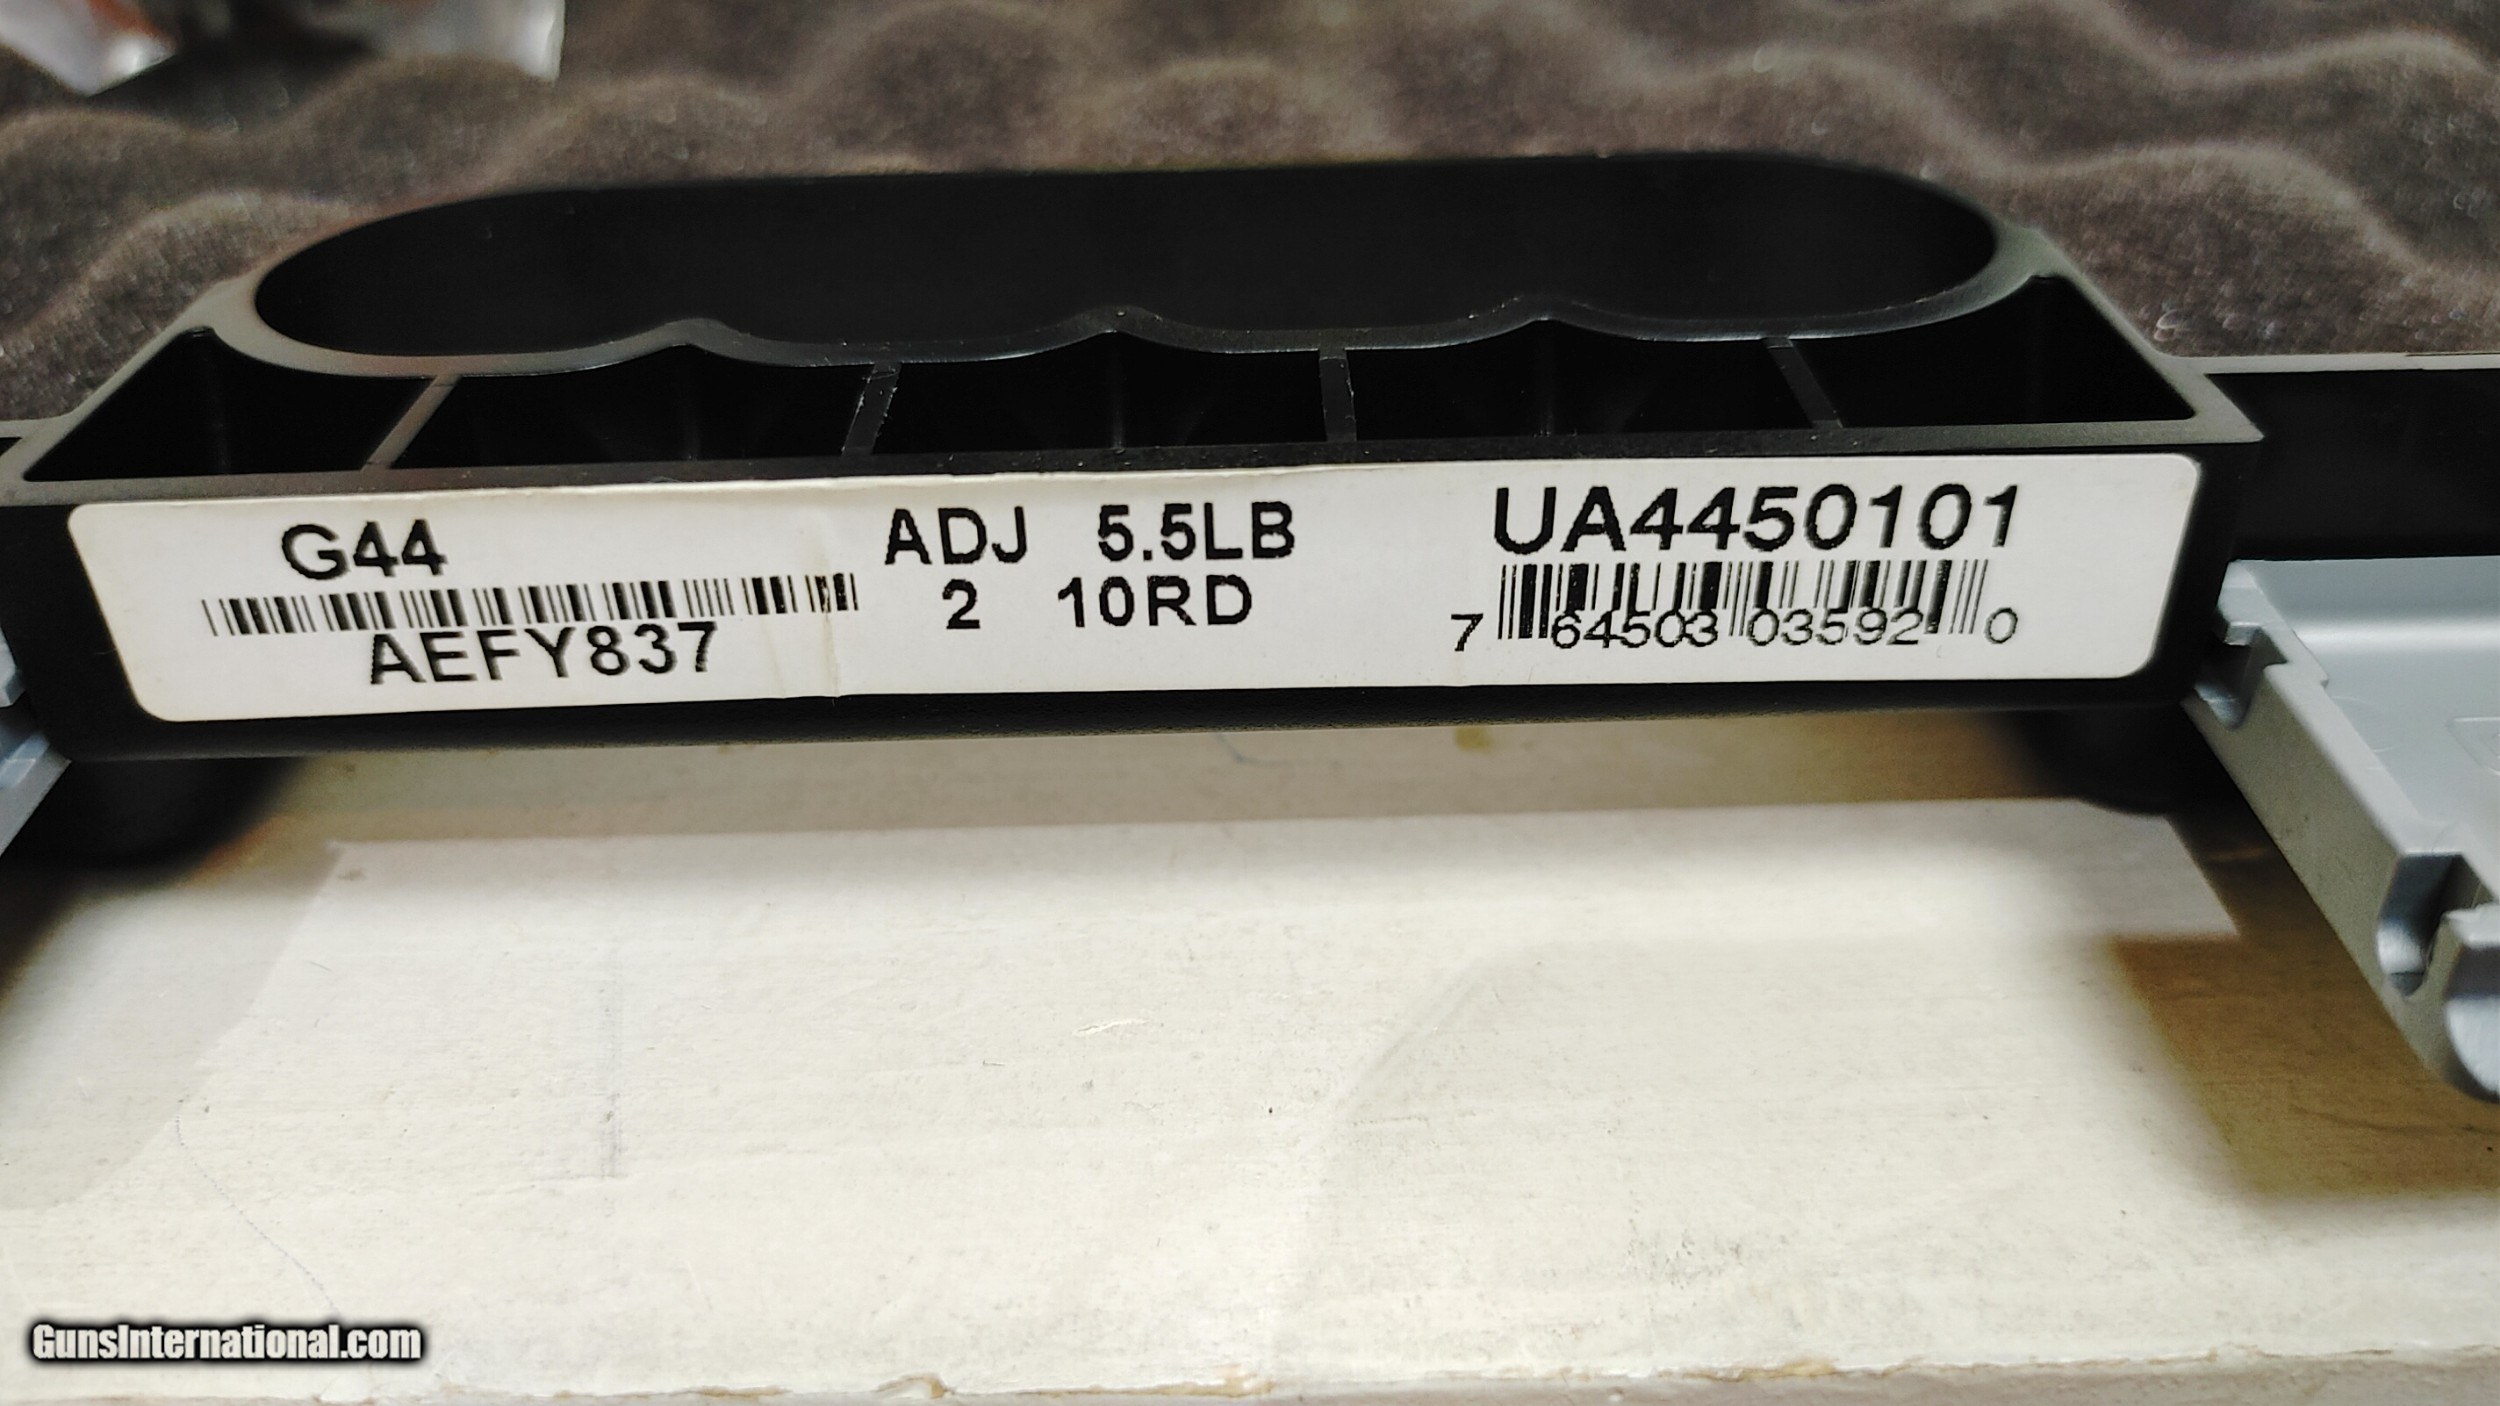 G44
AEFY837
ADJ 5.5LB
2 10RD
UA4450101
7 64503 03592 0
GunsInternational.com